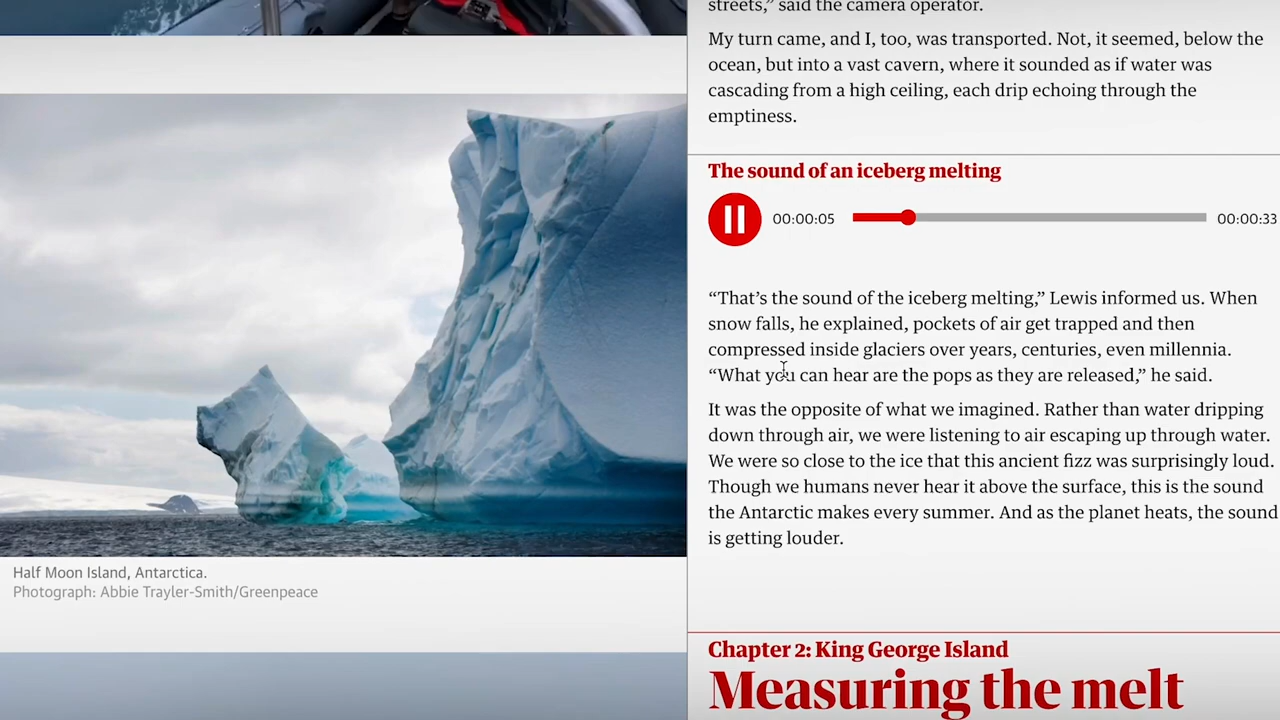 streets,” said the camera operator.
My turn came, and I, too, was transported. Not, it seemed, below the
ocean, but into a vast cavern, where it sounded as if water was
cascading from a high ceiling, each drip echoing through the
emptiness.
The sound of an iceberg melting
00:00:05
00:00:33
“That’s the sound of the iceberg melting,” Lewis informed us. When
snow falls, he explained, pockets of air get trapped and then
compressed inside glaciers over years, centuries, even millennia.
“What you can hear are the pops as they are released,” he said.
It was the opposite of what we imagined. Rather than water dripping
down through air, we were listening to air escaping up through water.
We were so close to the ice that this ancient fizz was surprisingly loud.
Though we humans never hear it above the surface, this is the sound
the Antarctic makes every summer. And as the planet heats, the sound
is getting louder.
Half Moon Island, Antarctica.
Photograph: Abbie Trayler-Smith/Greenpeace
Chapter 2: King George Island
Measuring the melt